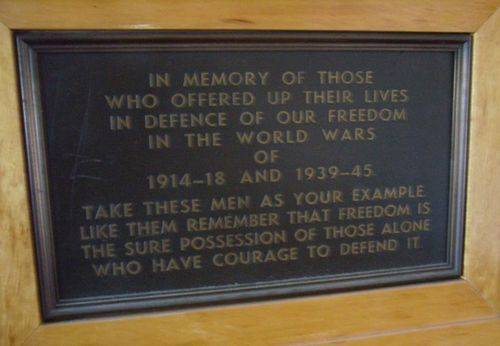 IN MEMORY OF THOSE
WHO OFFERED UP THEIR LIVES
IN DEFENCE OF OUR FREEDOM
IN THE WORLD WARS
OF
1914–18 AND 1939–45
TAKE THESE MEN AS YOUR EXAMPLE
LIKE THEM REMEMBER THAT FREEDOM IS
THE SURE POSSESSION OF THOSE ALONE
WHO HAVE COURAGE TO DEFEND IT.